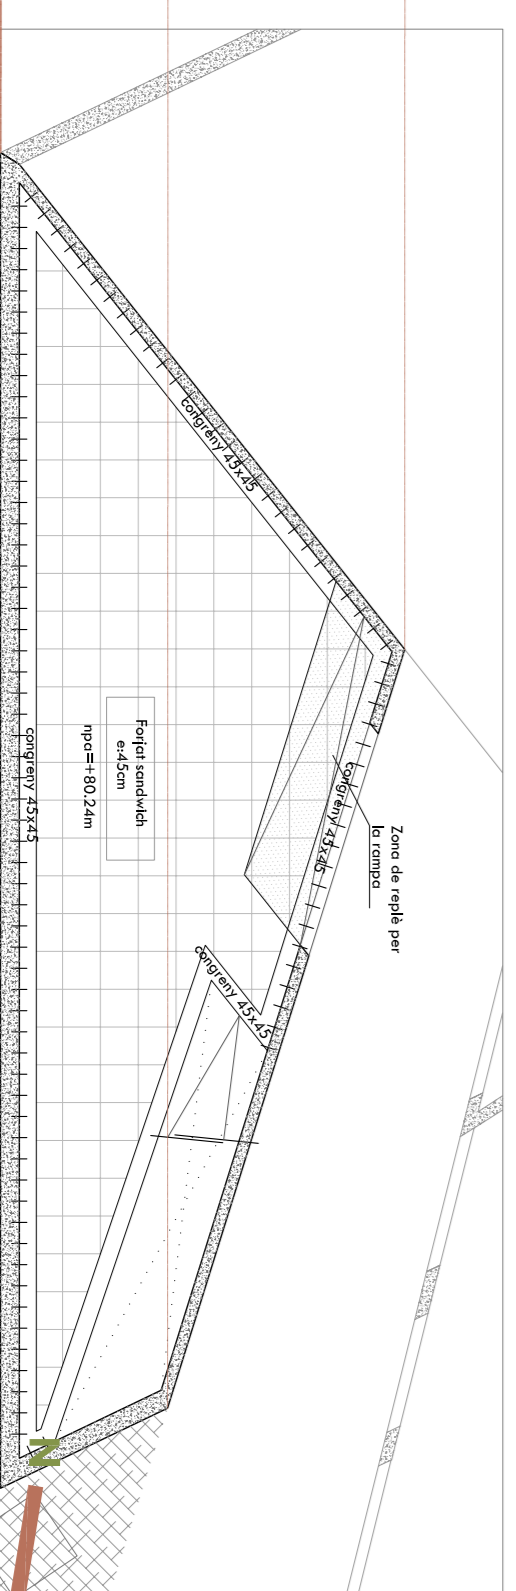 congreny 45x45
Zona de replè per
la rampa
congreny 45x45
Forjat sandwich
e:45cm
npa=+80.24m
congreny 45x45
congreny 45x45
N